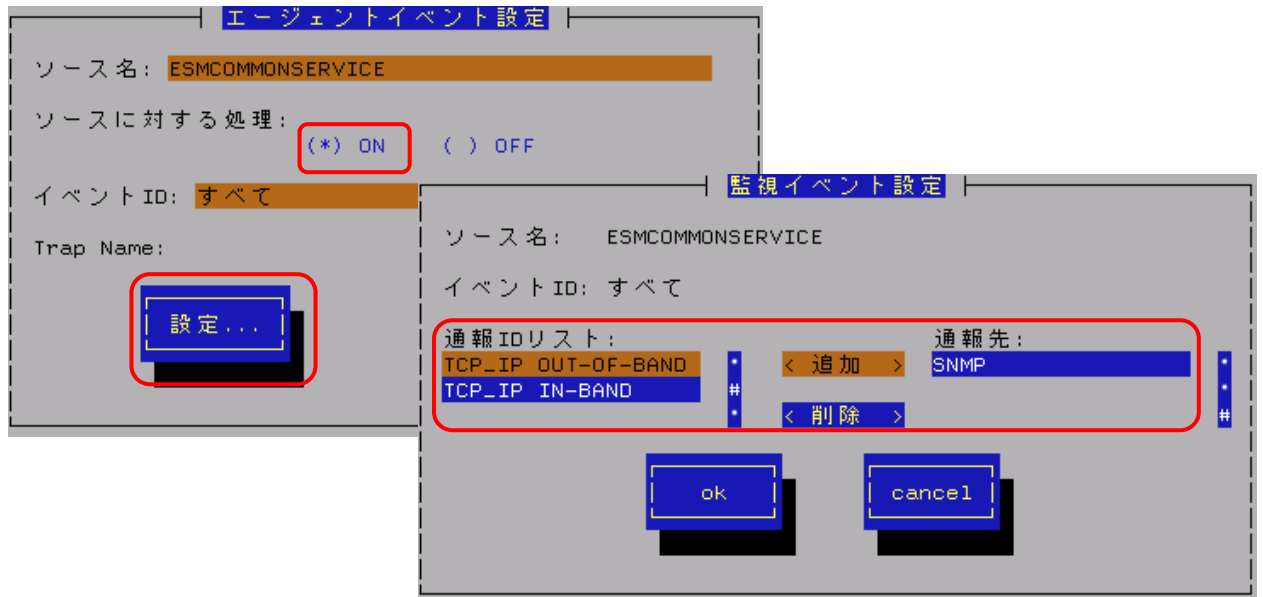 エージェントイベント設定
ソース名: ESMCOMMONSERVICE
ソースに対する処理:
(*) ON ( ) OFF
イベントID: すべて
Trap Name:
設定...
監視イベント設定
ソース名: ESMCOMMONSERVICE
イベントID: すべて
通報IDリスト: 通報先:
TCP_IP OUT-OF-BAND < 追加 > SNMP
TCP_IP IN-BAND #
< 削除 > #
ok cancel